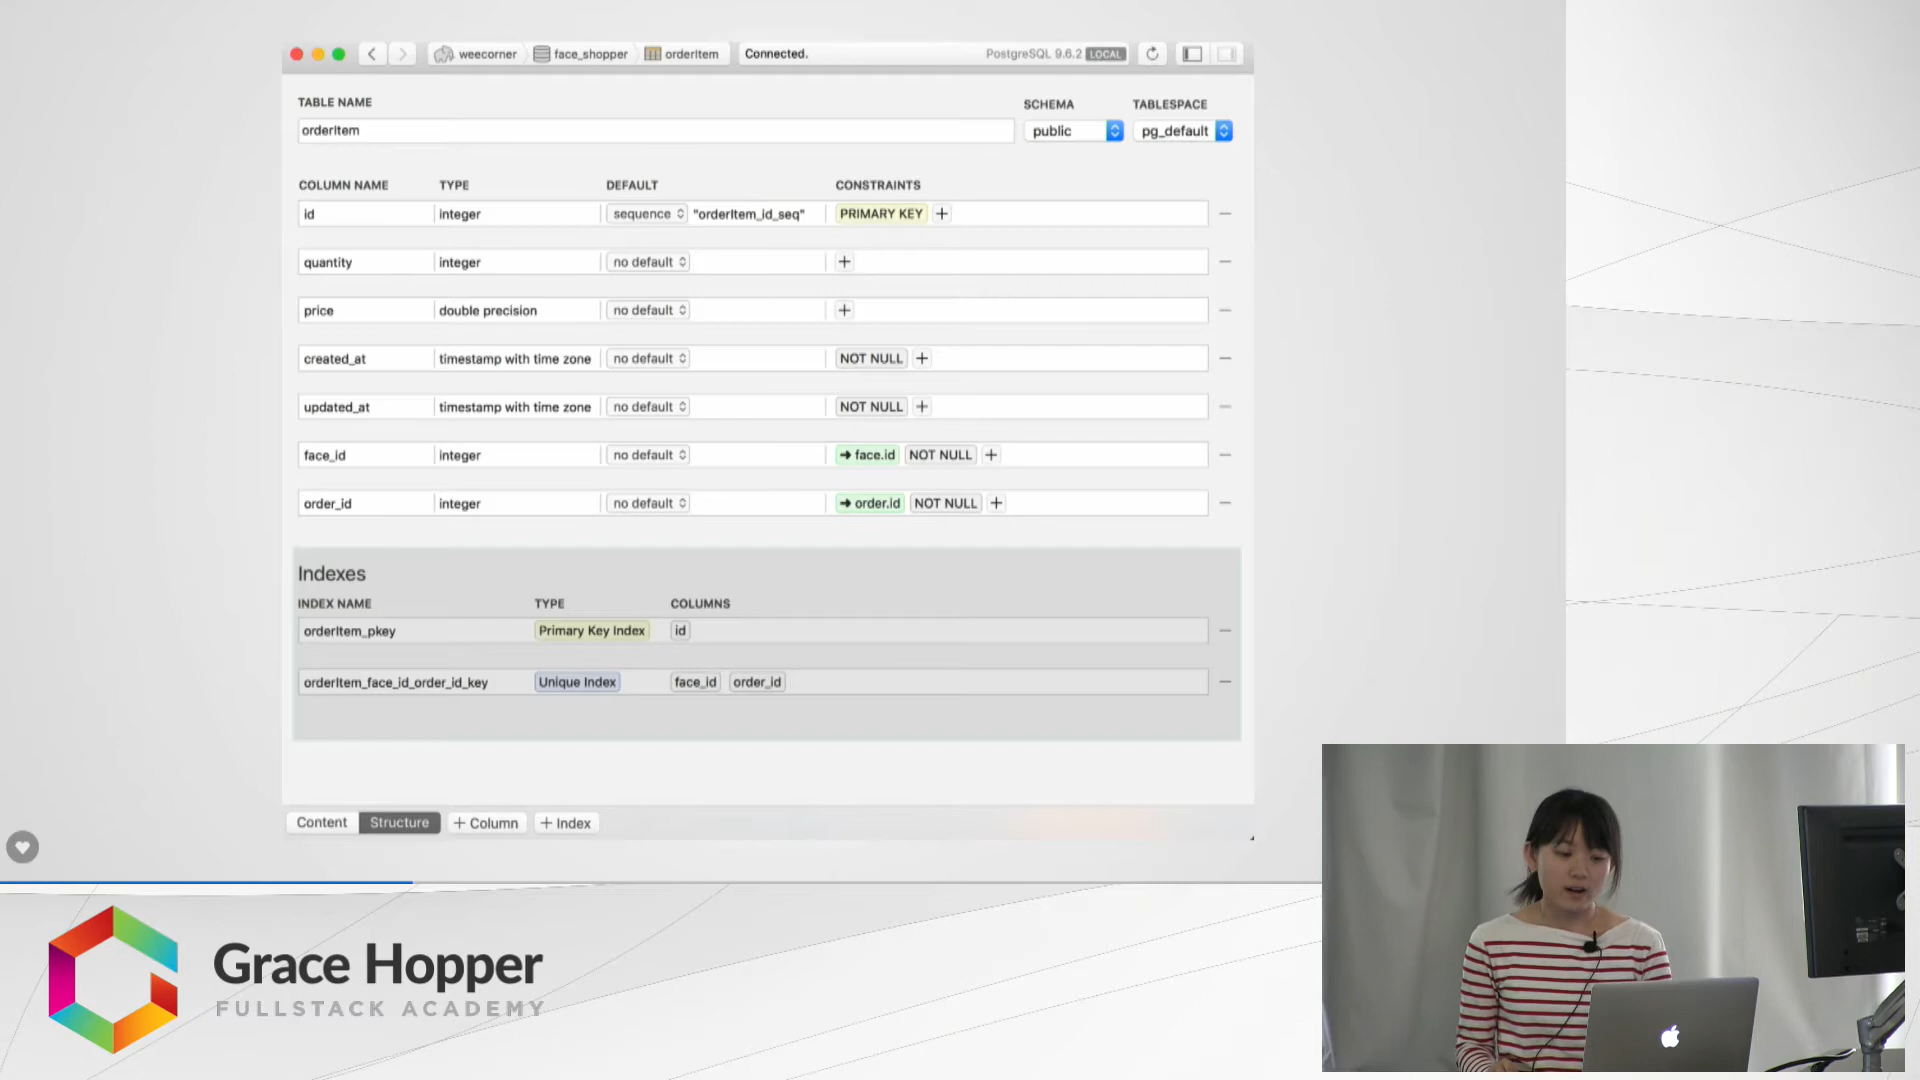 weecorner face_shopper orderItem Connected. PostgreSQL 9.6.2 LOCAL
TABLE NAME SCHEMA TABLESPACE
orderItem public pg_default
COLUMN NAME TYPE DEFAULT CONSTRAINTS
id integer sequence "orderItem_id_seq" PRIMARY KEY +
quantity integer no default +
price double precision no default +
created_at timestamp with time zone no default NOT NULL +
updated_at timestamp with time zone no default NOT NULL +
face_id integer no default → face.id NOT NULL +
order_id integer no default → order.id NOT NULL +
Indexes
INDEX NAME TYPE COLUMNS
orderItem_pkey Primary Key Index id
orderItem_face_id_order_id_key Unique Index face_id order_id
Content Structure + Column + Index
Grace Hopper
FULLSTACK ACADEMY